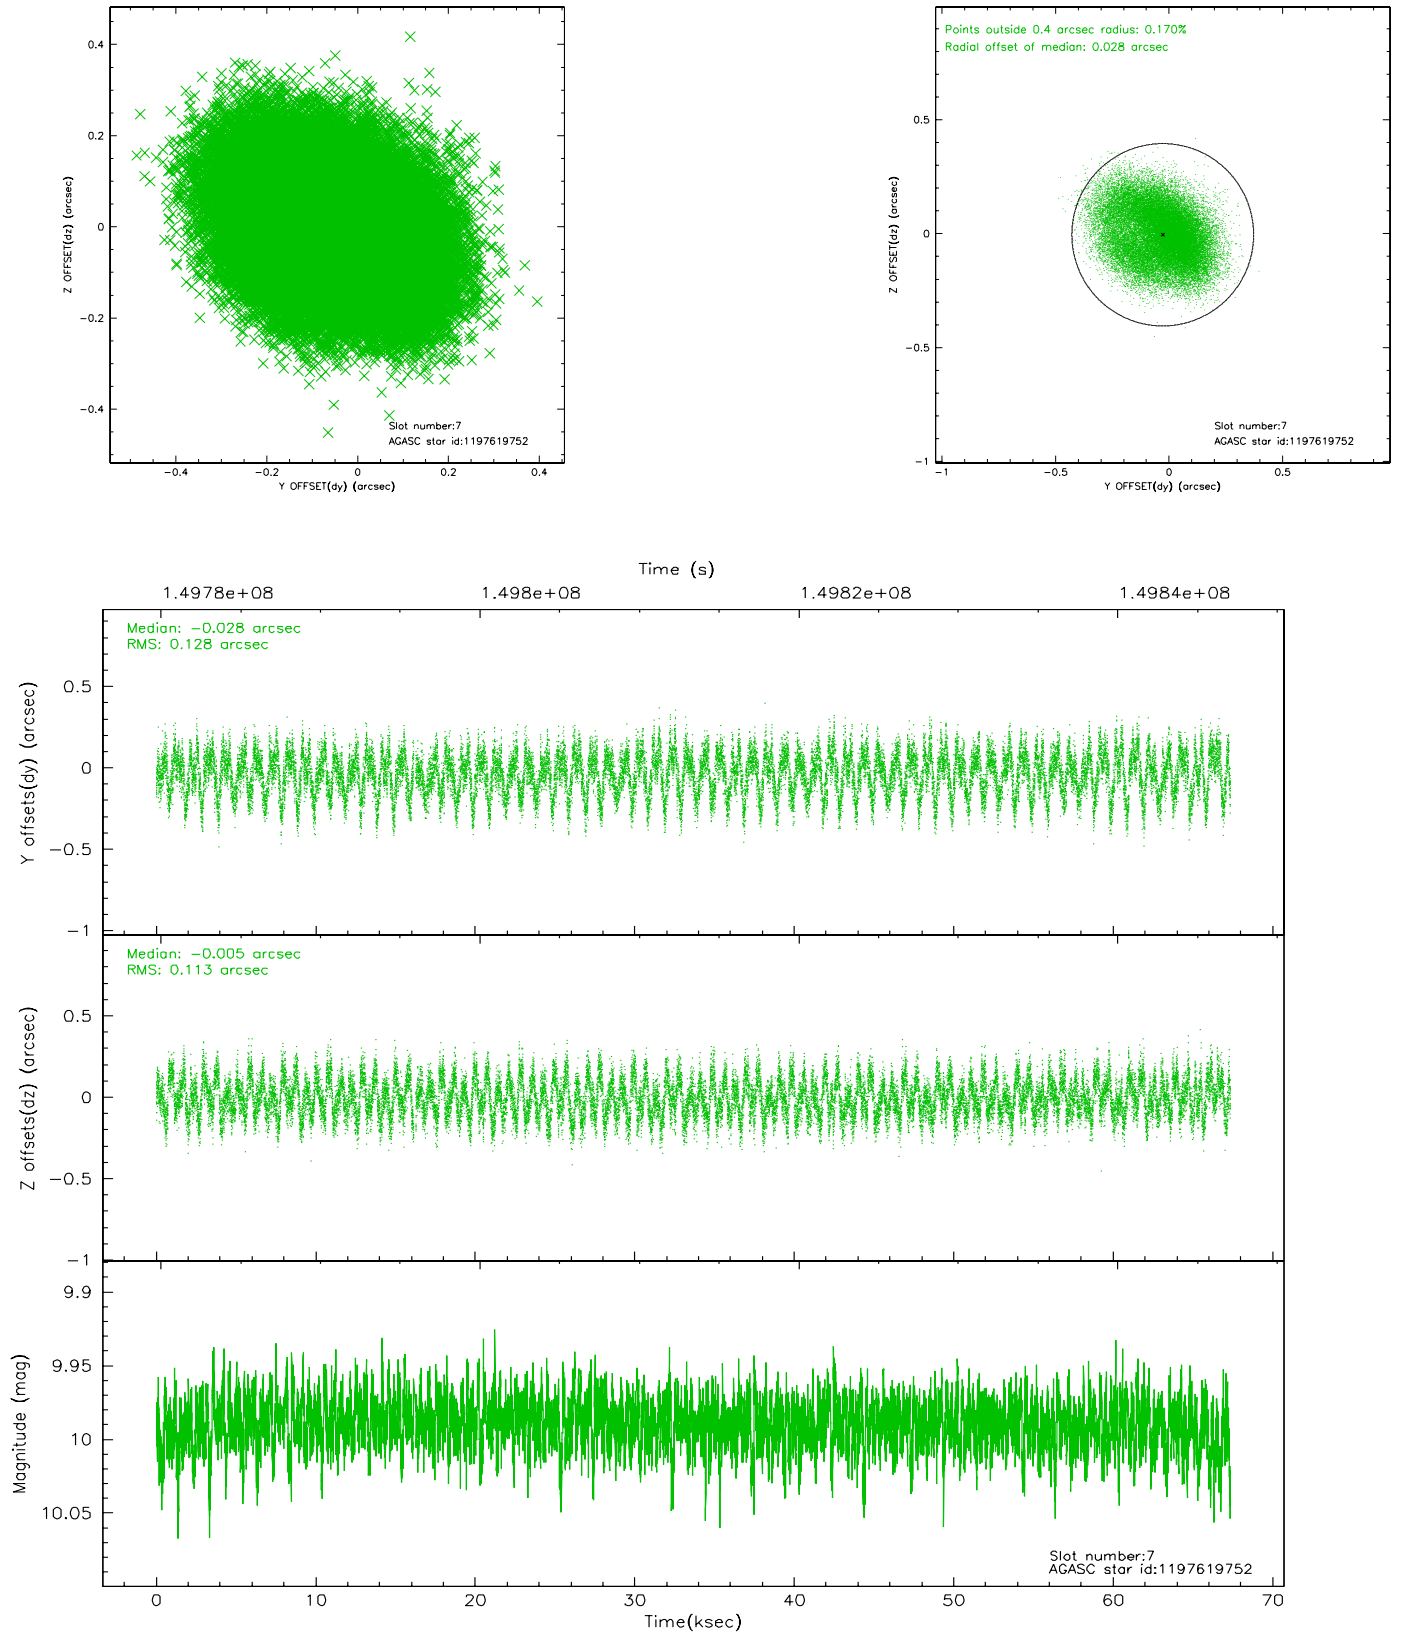 0.4
0.2
0
-0.2
-0.4
Z OFFSET(dz) (arcsec)
-0.4
-0.2
0
0.2
0.4
Y OFFSET(dy) (arcsec)
Slot number:7
AGASC star id:1197619752
Points outside 0.4 arcsec radius: 0.170%
Radial offset of median: 0.028 arcsec
0.5
0
-0.5
-1
Z OFFSET(dz) (arcsec)
-1
-0.5
0
0.5
Y OFFSET(dy) (arcsec)
Slot number:7
AGASC star id:1197619752
Time (s)
1.4978e+08
1.498e+08
1.4982e+08
1.4984e+08
Median: -0.028 arcsec
RMS: 0.128 arcsec
0.5
0
-0.5
-1
Y offsets(dy) (arcsec)
Median: -0.005 arcsec
RMS: 0.113 arcsec
0.5
0
-0.5
-1
Z offsets(dz) (arcsec)
9.9
9.95
10
10.05
Magnitude (mag)
Slot number:7
AGASC star id:1197619752
0
10
20
30
40
50
60
70
Time(ksec)